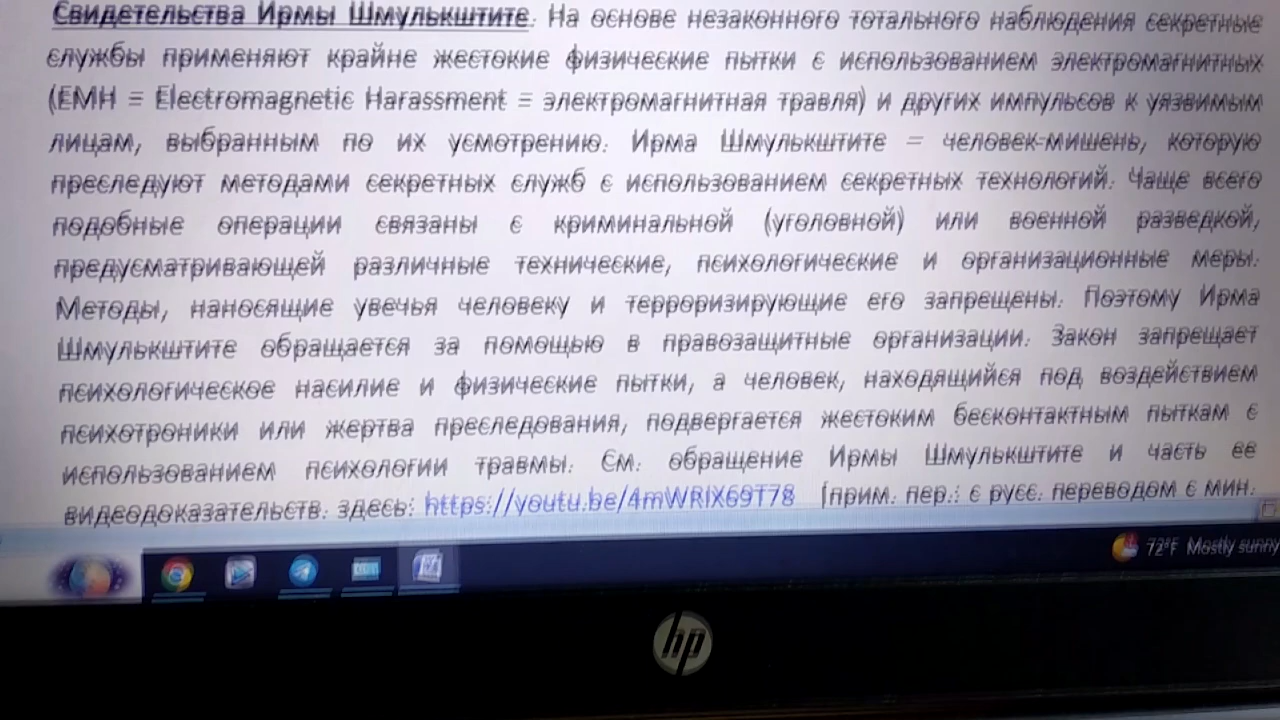 Свидетельства Ирмы Шмулькштите. На основе незаконного тотального наблюдения секретные
службы применяют крайне жестокие физические пытки с использованием электромагнитных
(EMH = Electromagnetic Harassment = электромагнитная травля) и других импульсов к уязвимым
лицам, выбранным по их усмотрению. Ирма Шмулькштите = человек-мишень, которую
преследуют методами секретных служб с использованием секретных технологий. Чаще всего
подобные операции связаны с криминальной (уголовной) или военной разведкой,
предусматривающей различные технические, психологические и организационные меры.
Методы, наносящие увечья человеку и терроризирующие его запрещены. Поэтому Ирма
Шмулькштите обращается за помощью в правозащитные организации. Закон запрещает
психологическое насилие и физические пытки, а человек, находящийся под воздействием
психотроники или жертва преследования, подвергается жестоким бесконтактным пыткам с
использованием психологии травмы. См. обращение Ирмы Шмулькштите и часть ее
видеодоказательств. здесь: https://youtu.be/4mWRlX69T78 [прим. пер.: с русс. переводом с мин.
72°F Mostly sunny
hp